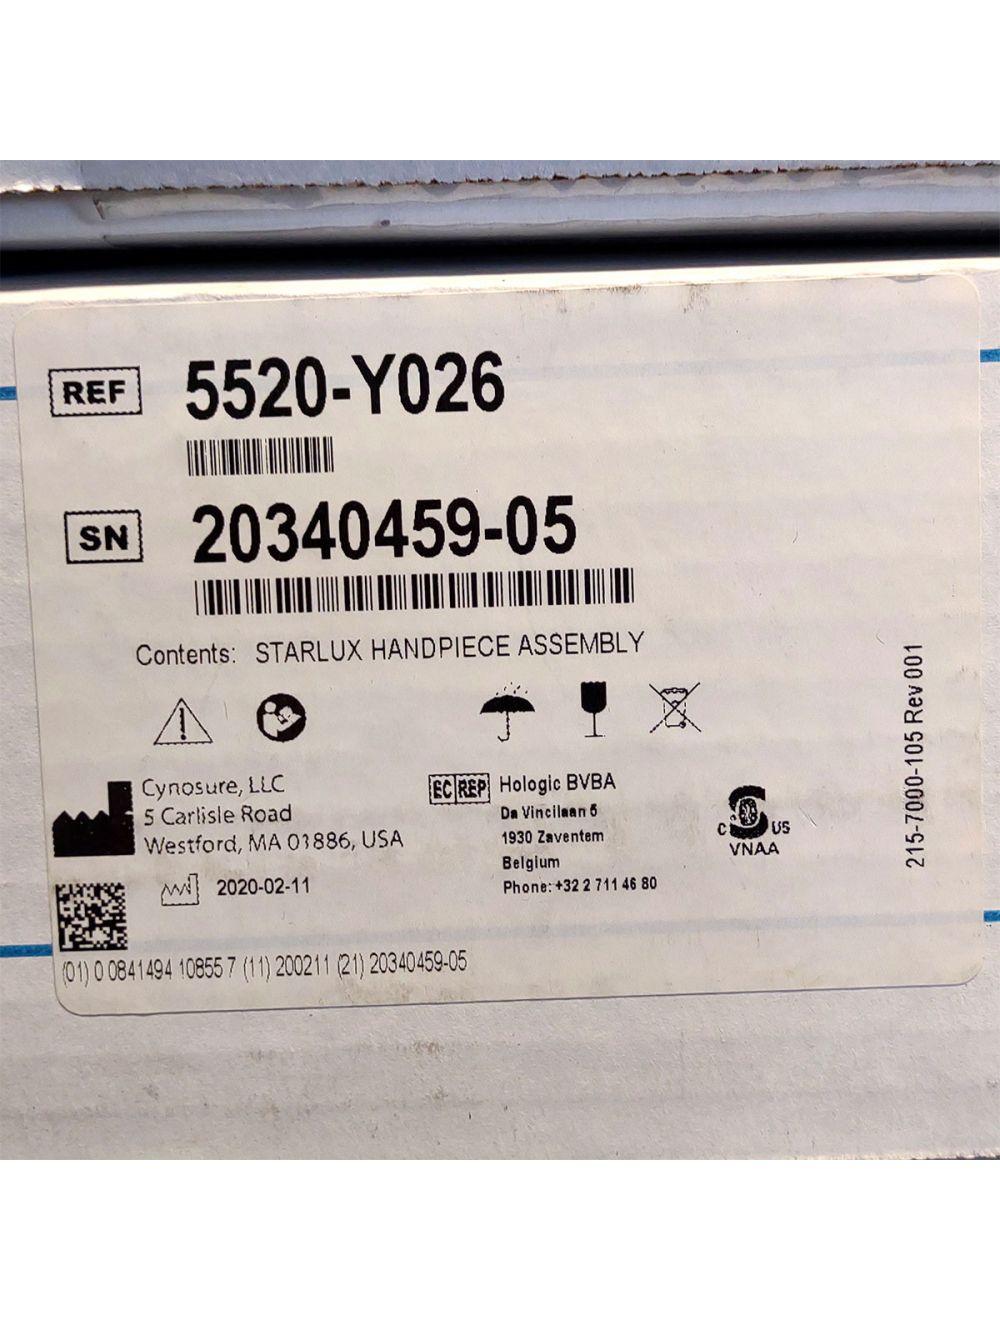 REF 5520-Y026
SN 20340459-05
Contents: STARLUX HANDPIECE ASSEMBLY
Cynosure, LLC
5 Carlisle Road
Westford, MA 01886, USA
2020-02-11
EC REP Hologic BVBA
Da Vincilaan 5
1930 Zaventem
Belgium
Phone: +32 2 711 46 80
C US
VNAA
215-7000-105 Rev 001
(01) 0 0841494 10855 7 (11) 200211 (21) 20340459-05